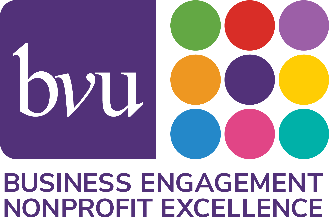 bvu
BUSINESS ENGAGEMENT
NONPROFIT EXCELLENCE